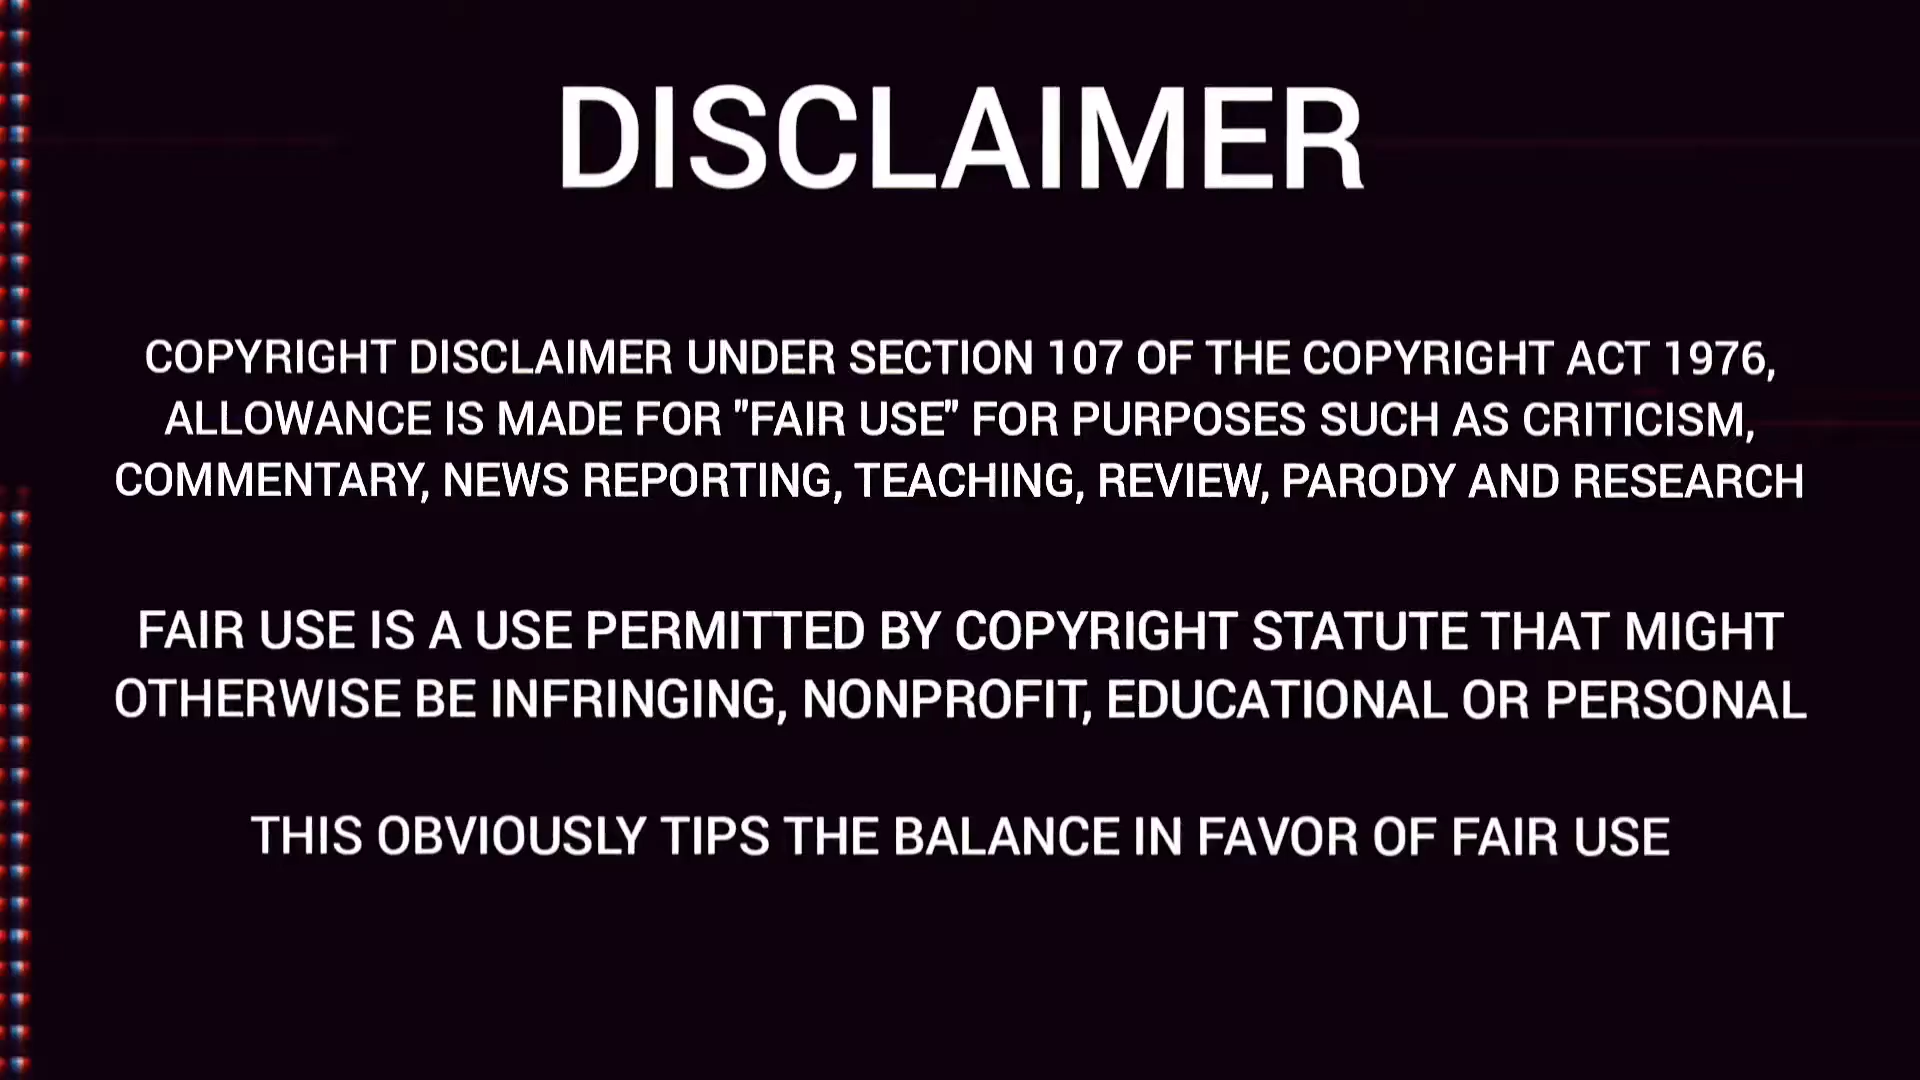 DISCLAIMER
COPYRIGHT DISCLAIMER UNDER SECTION 107 OF THE COPYRIGHT ACT 1976,
ALLOWANCE IS MADE FOR "FAIR USE" FOR PURPOSES SUCH AS CRITICISM,
COMMENTARY, NEWS REPORTING, TEACHING, REVIEW, PARODY AND RESEARCH
FAIR USE IS A USE PERMITTED BY COPYRIGHT STATUTE THAT MIGHT
OTHERWISE BE INFRINGING, NONPROFIT, EDUCATIONAL OR PERSONAL
THIS OBVIOUSLY TIPS THE BALANCE IN FAVOR OF FAIR USE